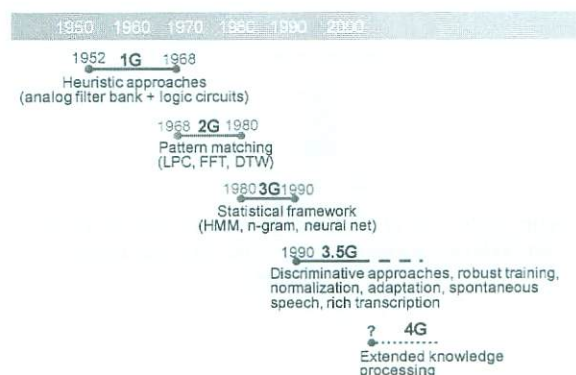 1950 1960 1970 1980 1990 2000
1952 1G 1968
Heuristic approaches
(analog filter bank + logic circuits)
1968 2G 1980
Pattern matching
(LPC, FFT, DTW)
1980 3G 1990
Statistical framework
(HMM, n-gram, neural net)
1990 3.5G
Discriminative approaches, robust training,
normalization, adaptation, spontaneous
speech, rich transcription
? 4G
Extended knowledge
processing